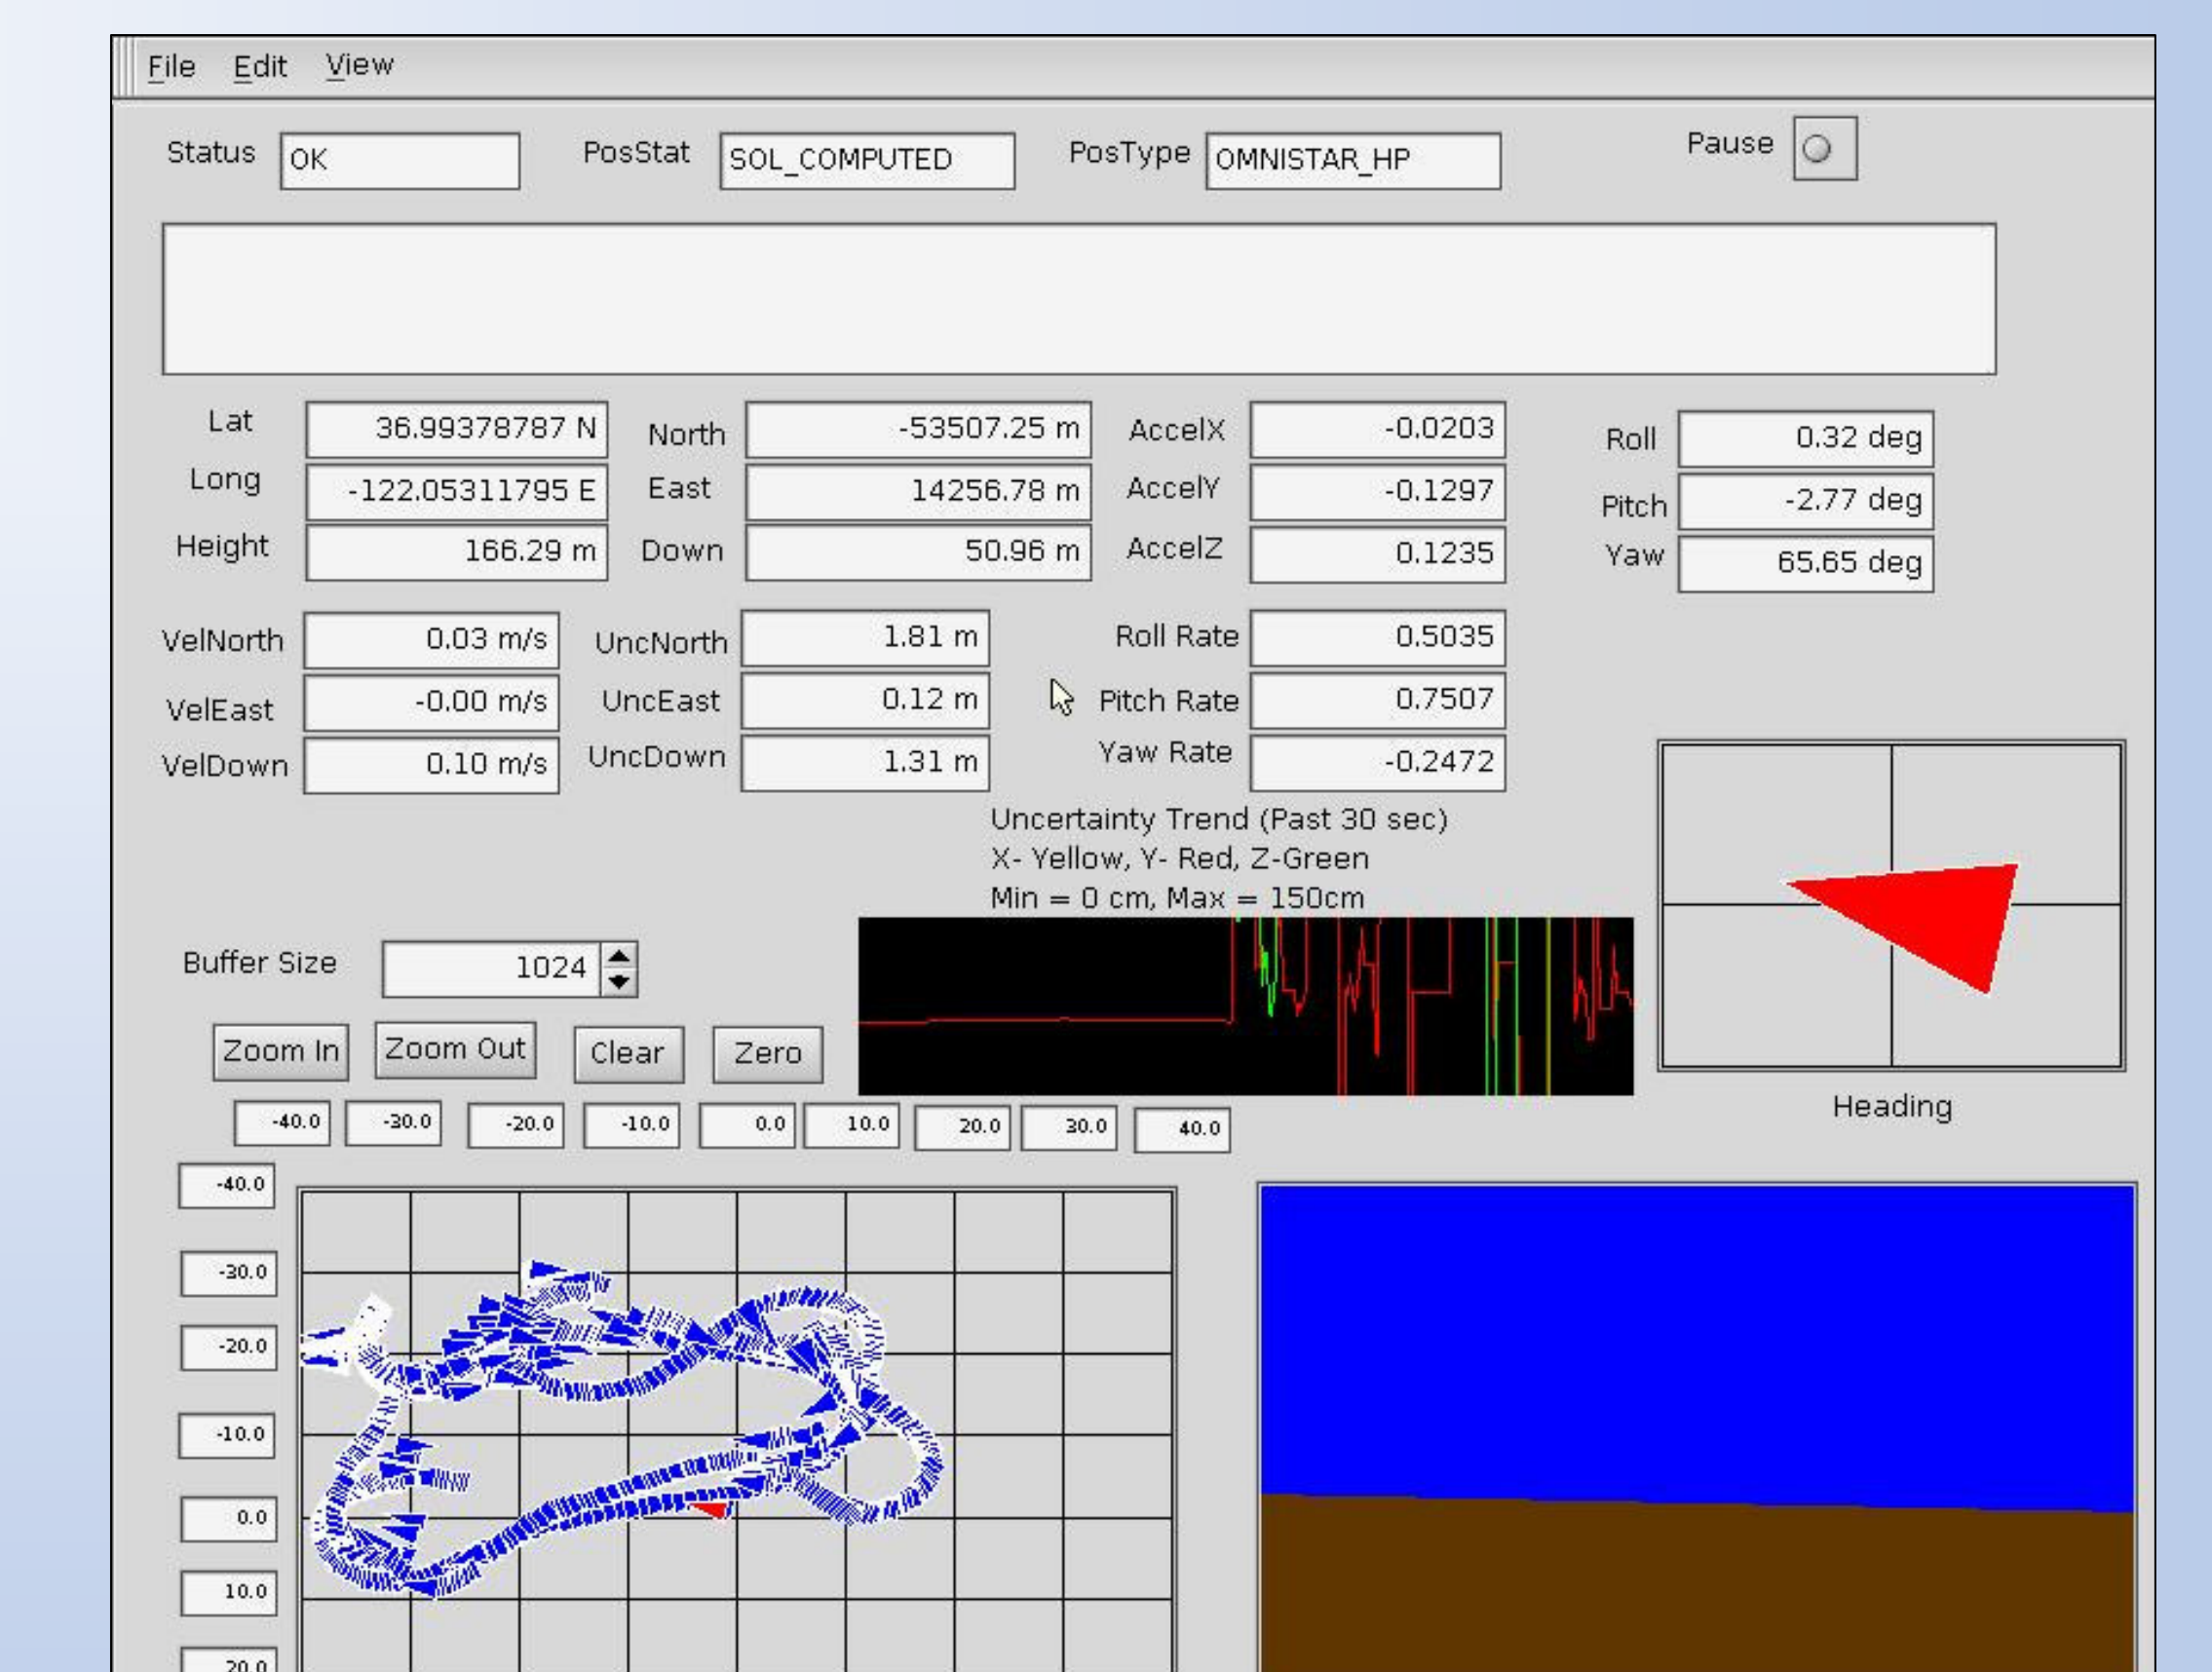 File Edit View
Status OK PosStat SOL_COMPUTED PosType OMNISTAR_HP Pause
Lat 36.99378787 N North -53507.25 m AccelX -0.0203 Roll 0.32 deg
Long -122.05311795 E East 14256.78 m AccelY -0.1297 Pitch -2.77 deg
Height 166.29 m Down 50.96 m AccelZ 0.1235 Yaw 65.65 deg
VelNorth 0.03 m/s UncNorth 1.81 m Roll Rate 0.5035
VelEast -0.00 m/s UncEast 0.12 m Pitch Rate 0.7507
VelDown 0.10 m/s UncDown 1.31 m Yaw Rate -0.2472
Uncertainty Trend (Past 30 sec)
X- Yellow, Y- Red, Z-Green
Min = 0 cm, Max = 150cm
Buffer Size 1024
Zoom In Zoom Out Clear Zero
Heading
-40.0 -30.0 -20.0 -10.0 0.0 10.0 20.0 30.0 40.0
-40.0
-30.0
-20.0
-10.0
0.0
10.0
20.0